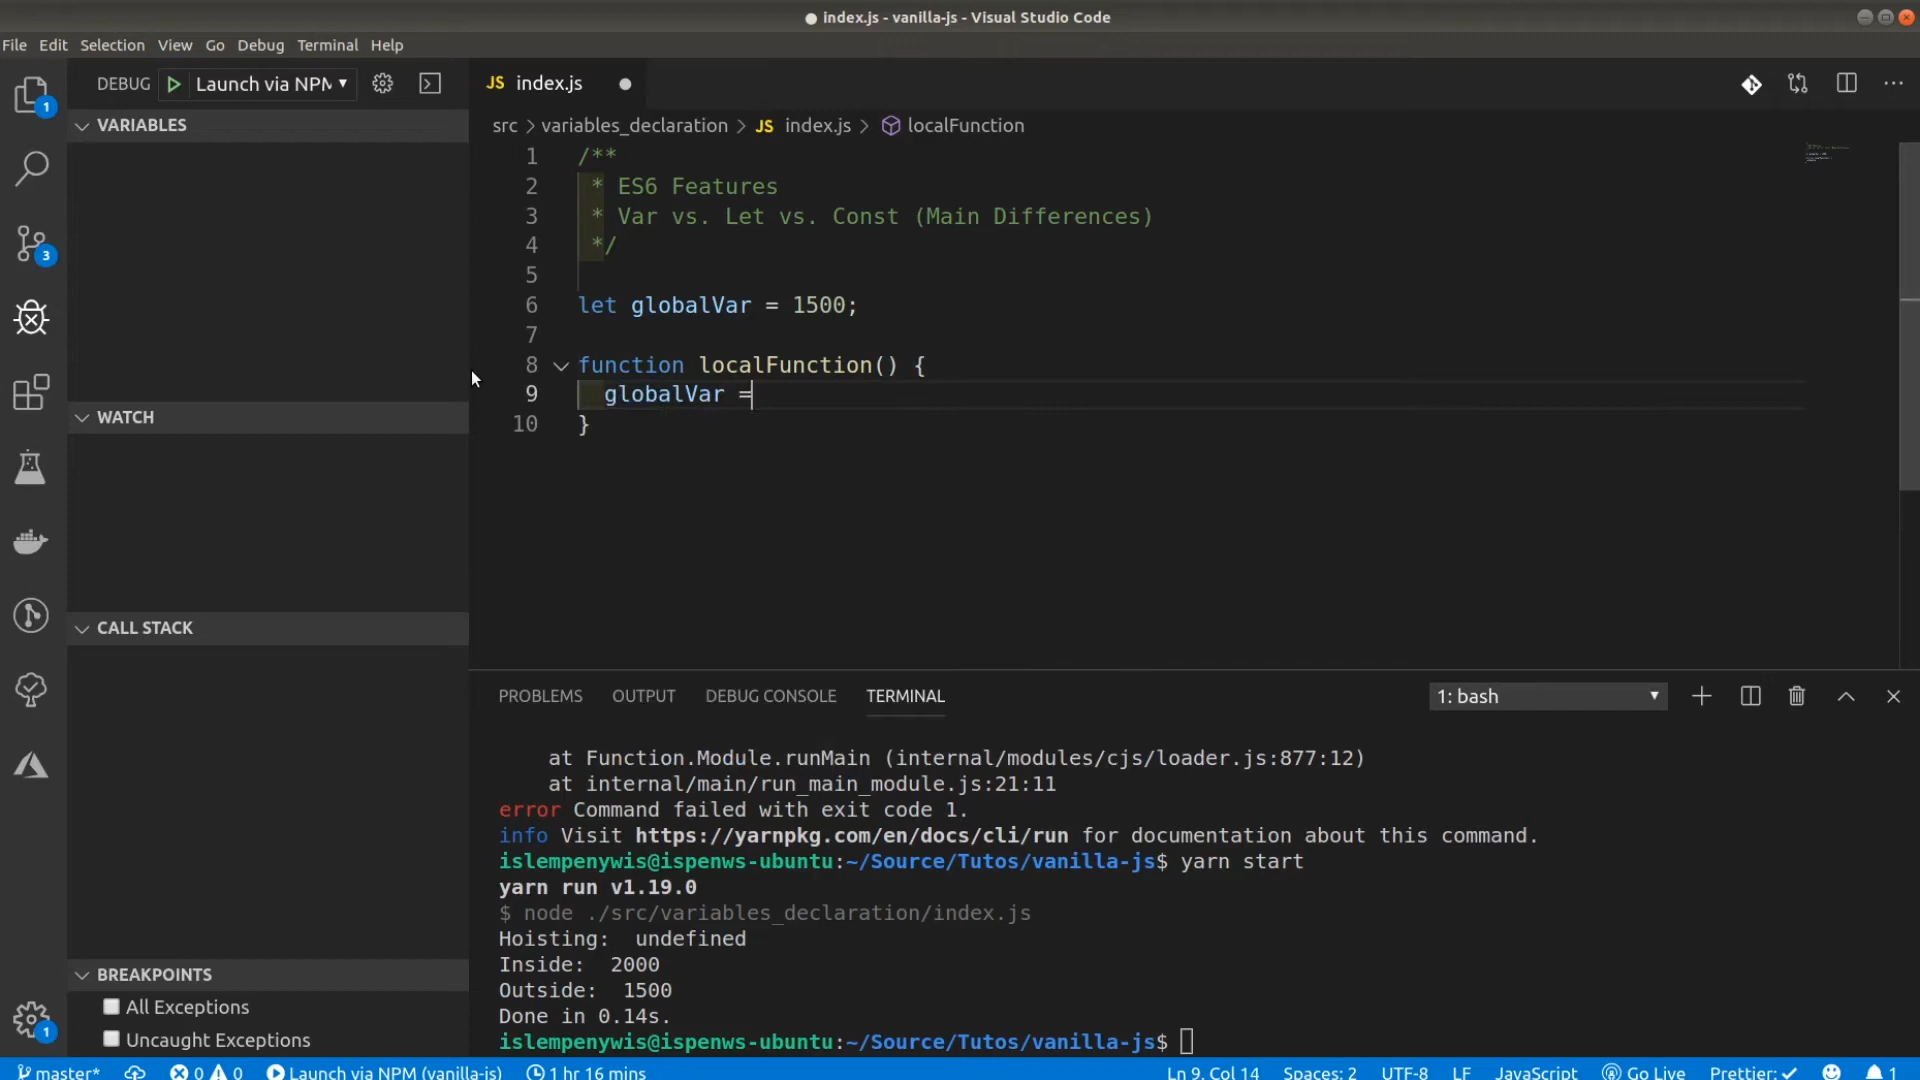 index.js - vanilla-js - Visual Studio Code
File Edit Selection View Go Debug Terminal Help
DEBUG Launch via NPM
JS index.js
VARIABLES
src > variables_declaration > JS index.js > localFunction
1 /**
2 * ES6 Features
3 * Var vs. Let vs. Const (Main Differences)
4 */
5
6 let globalVar = 1500;
7
8 function localFunction() {
9 globalVar =
10 }
WATCH
CALL STACK
BREAKPOINTS
All Exceptions
Uncaught Exceptions
1
3
1
PROBLEMS OUTPUT DEBUG CONSOLE TERMINAL 1: bash
at Function.Module.runMain (internal/modules/cjs/loader.js:877:12)
at internal/main/run_main_module.js:21:11
error Command failed with exit code 1.
info Visit https://yarnpkg.com/en/docs/cli/run for documentation about this command.
islempenywis@ispenws-ubuntu:~/Source/Tutos/vanilla-js$ yarn start
yarn run v1.19.0
$ node ./src/variables_declaration/index.js
Hoisting:  undefined
Inside:  2000
Outside:  1500
Done in 0.14s.
islempenywis@ispenws-ubuntu:~/Source/Tutos/vanilla-js$
master* 0 0 Launch via NPM (vanilla-js) 1 hr 16 mins Ln 9, Col 14 Spaces: 2 UTF-8 LF JavaScript Go Live Prettier: ✓ 1